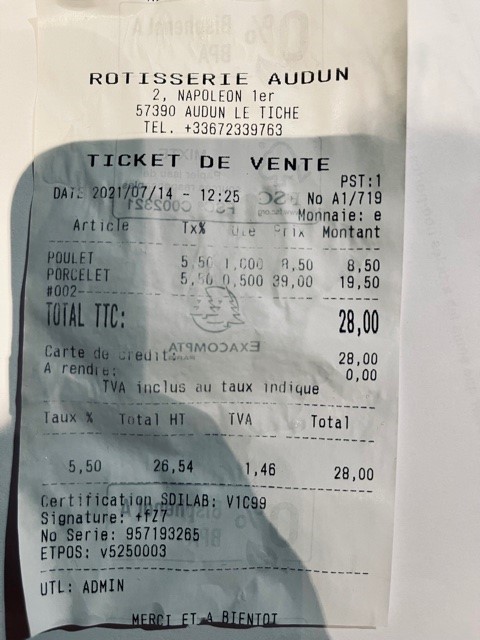 ROTISSERIE AUDUN
2, NAPOLEON 1er
57390 AUDUN LE TICHE
TEL. +33672339763
TICKET DE VENTE
PST:1
DATE 2021/07/14 - 12:25 No A1/719
Monnaie: e
Article Tx% Qte Prix Montant
POULET 5,50 1,000 8,50 8,50
PORCELET 5,50 0,500 39,00 19,50
#002
TOTAL TTC: 28,00
Carte de crédit: 28,00
A rendre: 0,00
TVA inclus au taux indique
Taux % Total HT TVA Total
5,50 26,54 1,46 28,00
Certification SDILAB: V1C99
Signature: +fZ7
No Serie: 957193265
ETPOS: v5250003
UTL: ADMIN
MERCI ET A BIENTOT